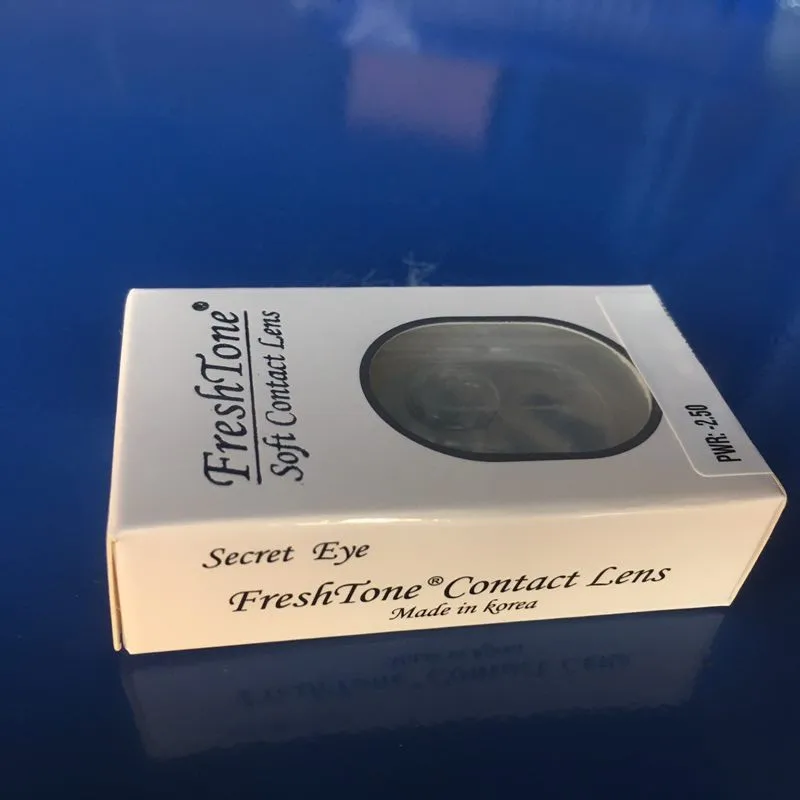 FreshTone®
Soft Contact Lens
PWR: -2.50
Secret Eye
FreshTone® Contact Lens
Made in korea